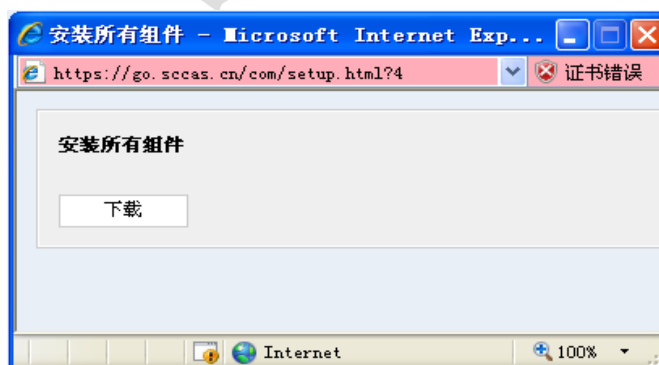 安装所有组件 - Microsoft Internet Exp...
https://go.sccas.cn/com/setup.html?4 证书错误
安装所有组件
下载
Internet 100%